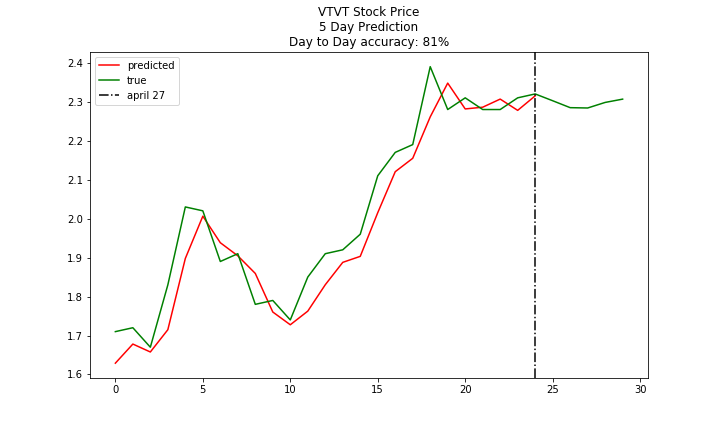 VTVT Stock Price
5 Day Prediction
Day to Day accuracy: 81%
predicted
true
april 27
2.4
2.3
2.2
2.1
2.0
1.9
1.8
1.7
1.6
0 5 10 15 20 25 30